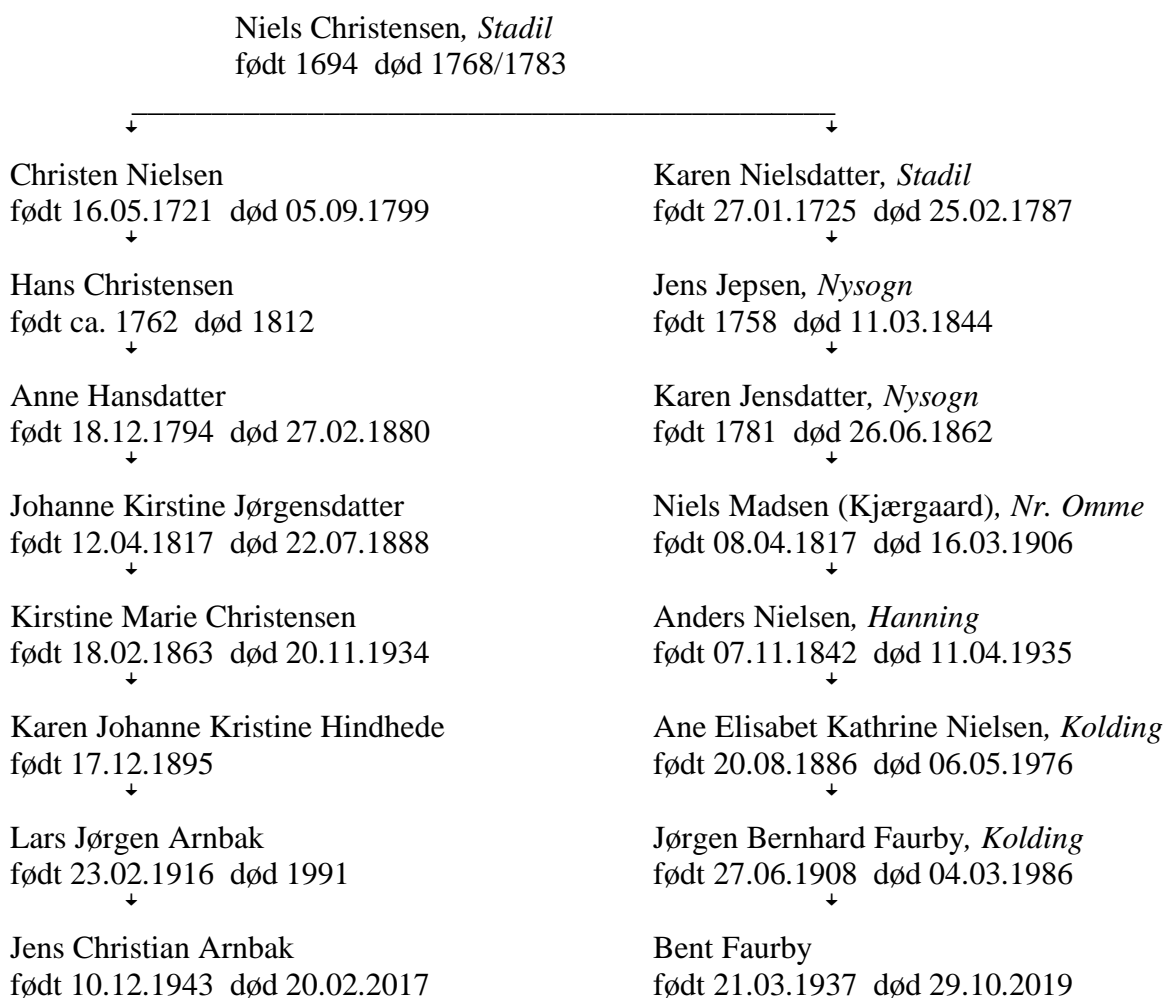 Niels Christensen, Stadil
født 1694 død 1768/1783
Christen Nielsen
født 16.05.1721 død 05.09.1799
Karen Nielsdatter, Stadil
født 27.01.1725 død 25.02.1787
Hans Christensen
født ca. 1762 død 1812
Jens Jepsen, Nysogn
født 1758 død 11.03.1844
Anne Hansdatter
født 18.12.1794 død 27.02.1880
Karen Jensdatter, Nysogn
født 1781 død 26.06.1862
Johanne Kirstine Jørgensdatter
født 12.04.1817 død 22.07.1888
Niels Madsen (Kjærgaard), Nr. Omme
født 08.04.1817 død 16.03.1906
Kirstine Marie Christensen
født 18.02.1863 død 20.11.1934
Anders Nielsen, Hanning
født 07.11.1842 død 11.04.1935
Karen Johanne Kristine Hindhede
født 17.12.1895
Ane Elisabet Kathrine Nielsen, Kolding
født 20.08.1886 død 06.05.1976
Lars Jørgen Arnbak
født 23.02.1916 død 1991
Jørgen Bernhard Faurby, Kolding
født 27.06.1908 død 04.03.1986
Jens Christian Arnbak
født 10.12.1943 død 20.02.2017
Bent Faurby
født 21.03.1937 død 29.10.2019